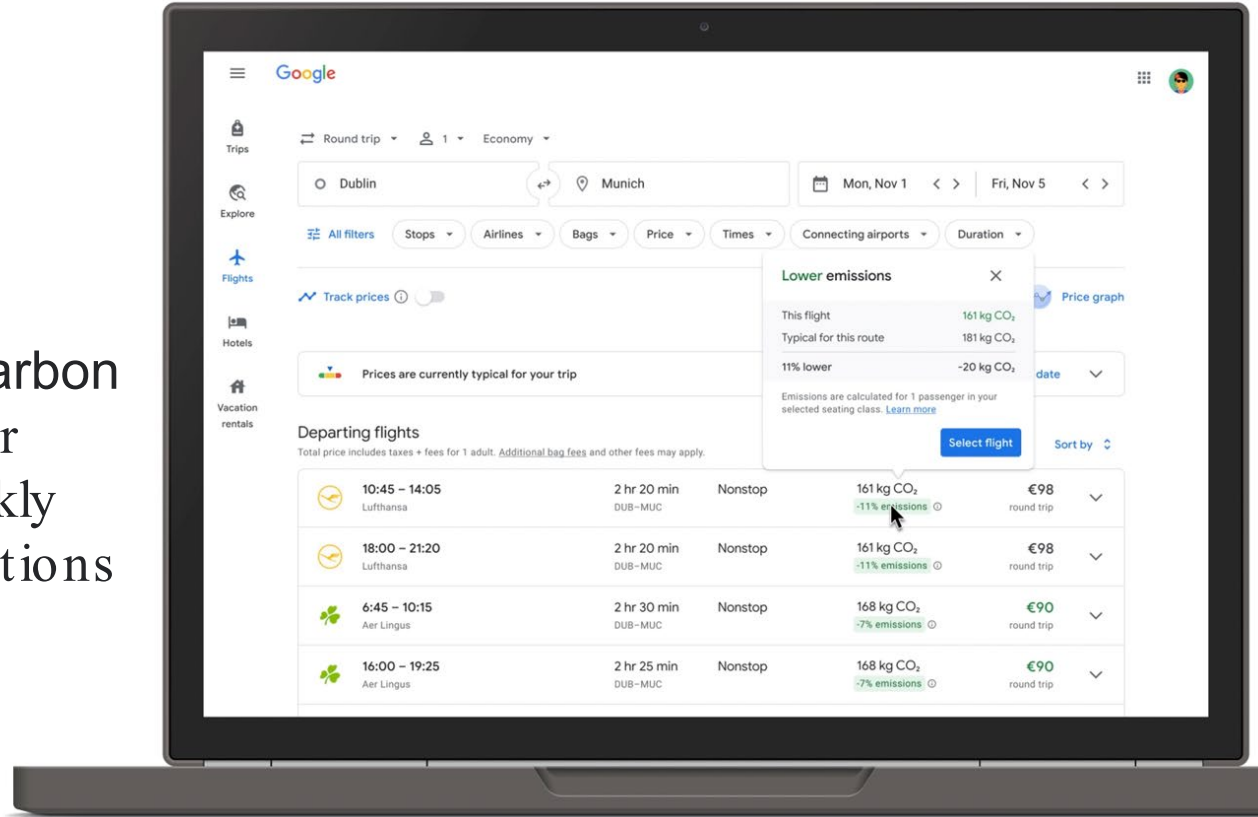 arbon
r
kly
tions
Google
Trips
Explore
Flights
Hotels
Vacation
rentals
Round trip 1 Economy
Dublin Munich Mon, Nov 1 Fri, Nov 5
All filters Stops Airlines Bags Price Times Connecting airports Duration
Track prices Price graph
Lower emissions
This flight 161 kg CO₂
Typical for this route 181 kg CO₂
11% lower -20 kg CO₂
Emissions are calculated for 1 passenger in your
selected seating class. Learn more
Select flight
Prices are currently typical for your trip date
Departing flights
Total price includes taxes + fees for 1 adult. Additional bag fees and other fees may apply.
Sort by
10:45 – 14:05 2 hr 20 min Nonstop 161 kg CO₂ €98
Lufthansa DUB–MUC -11% emissions round trip
18:00 – 21:20 2 hr 20 min Nonstop 161 kg CO₂ €98
Lufthansa DUB–MUC -11% emissions round trip
6:45 – 10:15 2 hr 30 min Nonstop 168 kg CO₂ €90
Aer Lingus DUB–MUC -7% emissions round trip
16:00 – 19:25 2 hr 25 min Nonstop 168 kg CO₂ €90
Aer Lingus DUB–MUC -7% emissions round trip